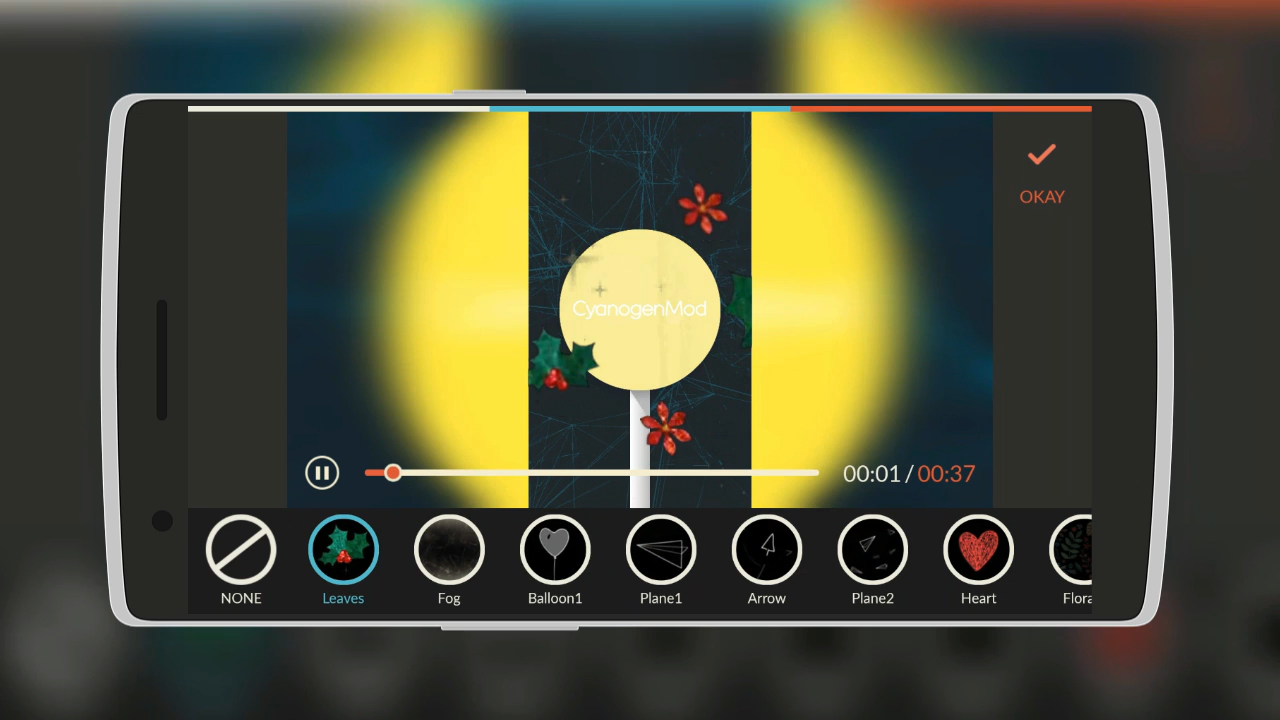 OKAY
CyanogenMod
00:01 / 00:37
NONE
Leaves
Fog
Balloon1
Plane1
Arrow
Plane2
Heart
Flora